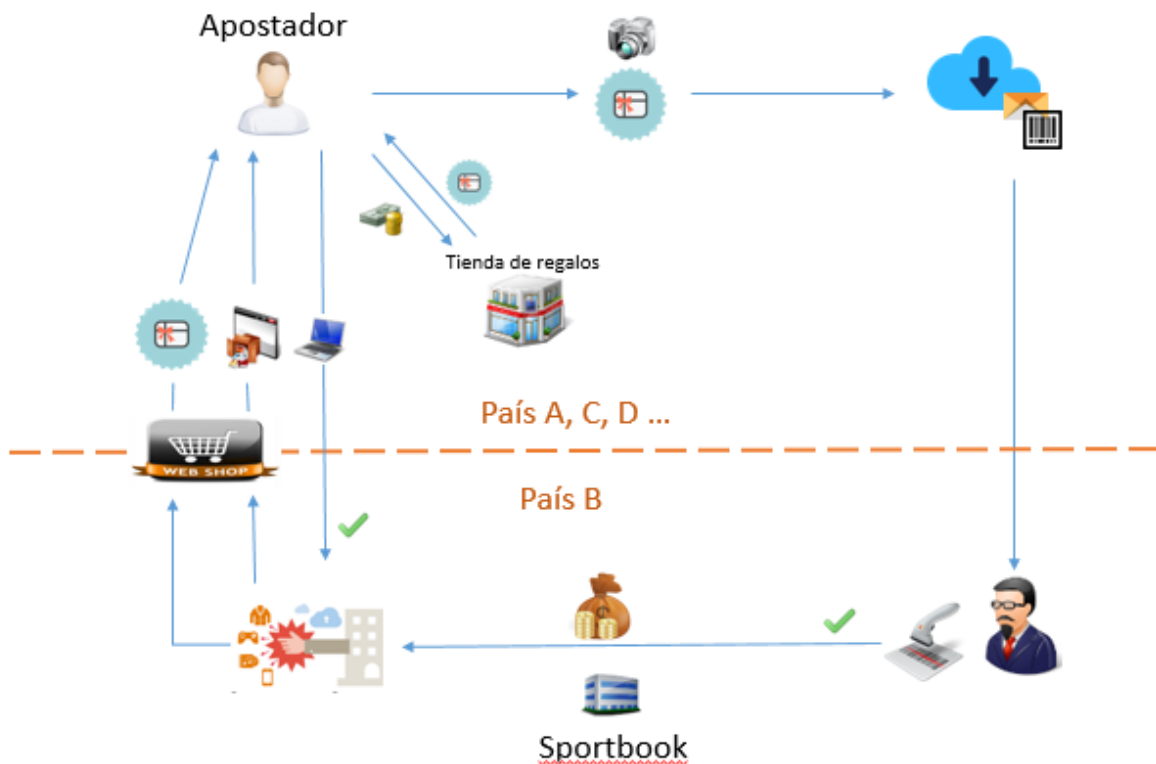 Apostador
Tienda de regalos
País A, C, D ...
WEB SHOP
País B
Sportbook